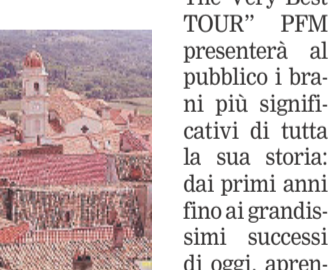 The Very Best
TOUR” PFM
presenterà al
pubblico i bra-
ni più signifi-
cativi di tutta
la sua storia:
dai primi anni
fino ai grandis-
simi successi
di oggi, apren-